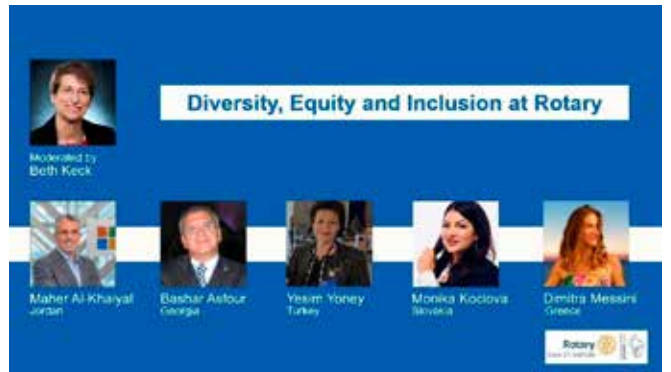 Diversity, Equity and Inclusion at Rotary
Moderated by
Beth Keck
Maher Al-Khaiyal
Jordan
Bashar Asfour
Georgia
Yesim Yoney
Turkey
Monika Kociova
Slovakia
Dimitra Messini
Greece
Rotary